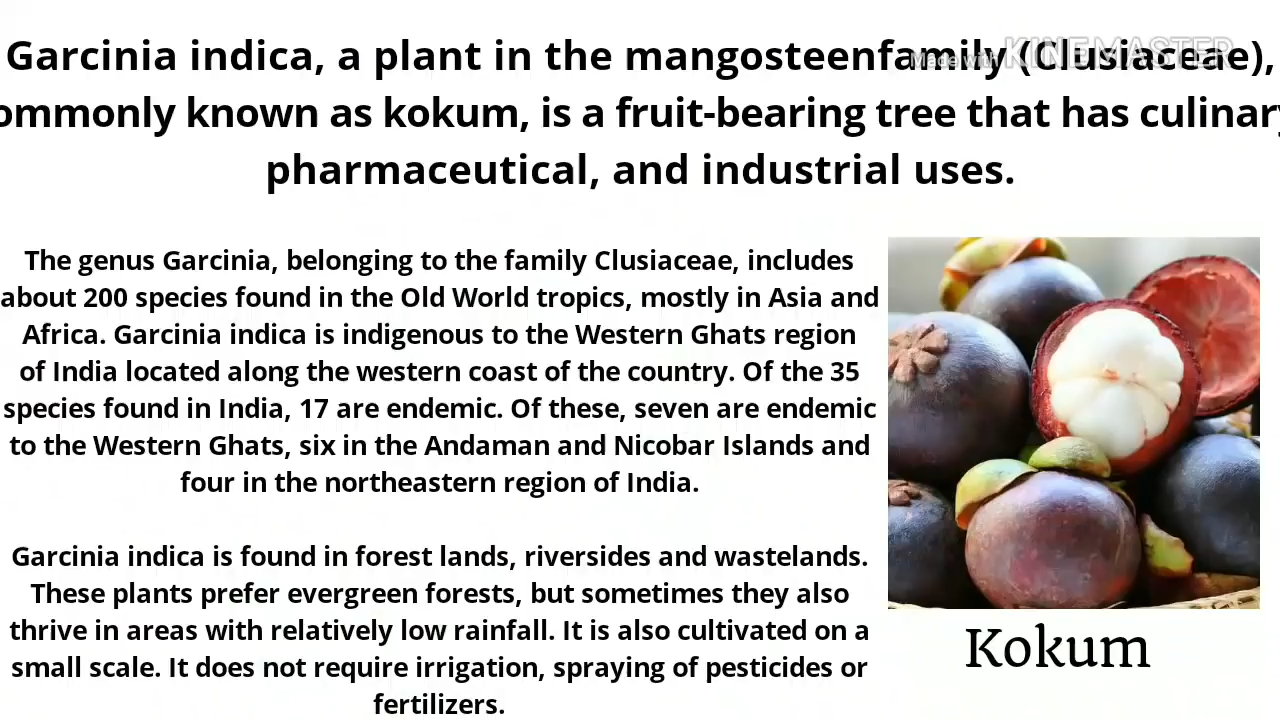 Garcinia indica, a plant in the mangosteenfamily (Clusiaceae),
Made with KINEMASTER
ommonly known as kokum, is a fruit-bearing tree that has culinary
pharmaceutical, and industrial uses.
The genus Garcinia, belonging to the family Clusiaceae, includes
about 200 species found in the Old World tropics, mostly in Asia and
Africa. Garcinia indica is indigenous to the Western Ghats region
of India located along the western coast of the country. Of the 35
species found in India, 17 are endemic. Of these, seven are endemic
to the Western Ghats, six in the Andaman and Nicobar Islands and
four in the northeastern region of India.
Garcinia indica is found in forest lands, riversides and wastelands.
These plants prefer evergreen forests, but sometimes they also
thrive in areas with relatively low rainfall. It is also cultivated on a
small scale. It does not require irrigation, spraying of pesticides or
fertilizers.
Kokum